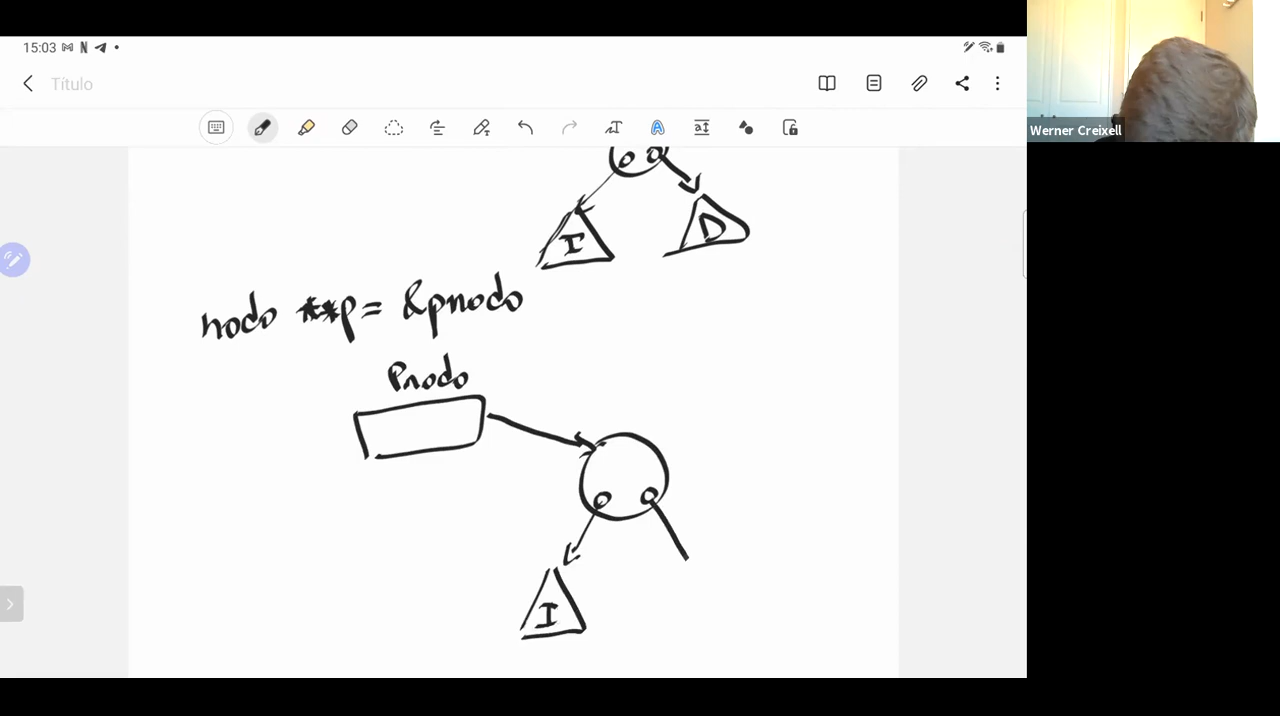 15:03 M N
Título
T
A
a
I D
nodo **p= &pnodo
Pnodo
I
Werner Creixell